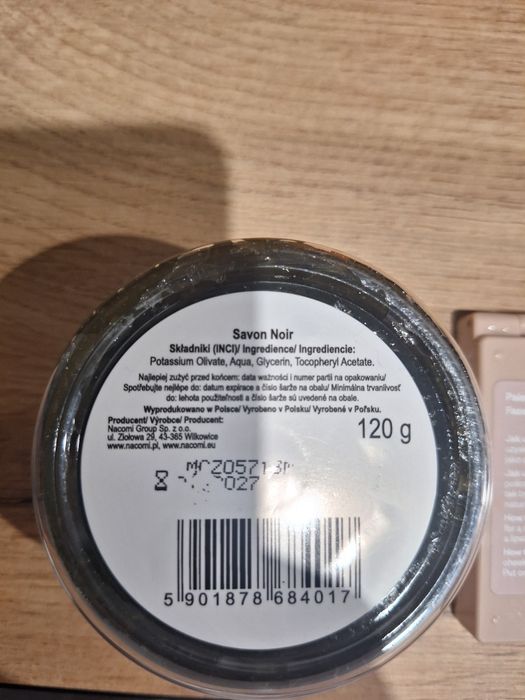 Savon Noir
Składniki (INCI)/ Ingredience/ Ingrediencie:
Potassium Olivate, Aqua, Glycerin, Tocopheryl Acetate.
Najlepiej zużyć przed końcem: data ważności i numer partii na opakowaniu/
Spotřebujte nejlépe do: datum expirace a číslo šarže na obalu/ Minimálna trvanlivosť
do: lehota použiteľnosti a číslo šarže sú uvedené na obale.
Wyprodukowano w Polsce/ Vyrobeno v Polsku/ Vyrobené v Poľsku.
Producent/ Výrobce/ Producent:
Nacomi Group Sp. z o.o.
ul. Ziołowa 29, 43-365 Wilkowice
www.nacomi.pl, www.nacomi.eu
120 g
5 901878 684017